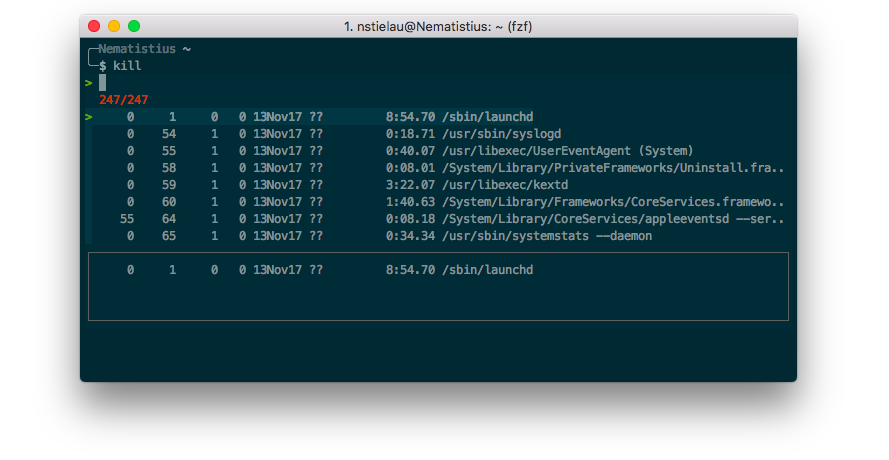 1. nstielau@Nematistius: ~ (fzf)
Nematistius ~
$ kill
>
247/247
> 0 1 0 0 13Nov17 ?? 8:54.70 /sbin/launchd
0 54 1 0 13Nov17 ?? 0:18.71 /usr/sbin/syslogd
0 55 1 0 13Nov17 ?? 0:40.07 /usr/libexec/UserEventAgent (System)
0 58 1 0 13Nov17 ?? 0:08.01 /System/Library/PrivateFrameworks/Uninstall.fra..
0 59 1 0 13Nov17 ?? 3:22.07 /usr/libexec/kextd
0 60 1 0 13Nov17 ?? 1:40.63 /System/Library/Frameworks/CoreServices.framewo..
55 64 1 0 13Nov17 ?? 0:08.18 /System/Library/CoreServices/appleeventsd --ser..
0 65 1 0 13Nov17 ?? 0:34.34 /usr/sbin/systemstats --daemon
0 1 0 0 13Nov17 ?? 8:54.70 /sbin/launchd